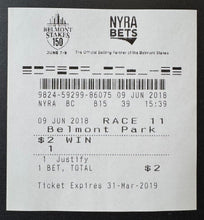 BELMONT
STAKES
150
JUNE 7-9
NYRA
BETS
The Official Betting Partner of the Belmont Stakes
9824-59299-86075 09 JUN 2018
NYRA BC 815 39 15:39
09 JUN 2018 RACE 11
Belmont Park
$2 WIN
1
1 Justify
1 BET, TOTAL $2
Ticket Expires 31-Mar-2019